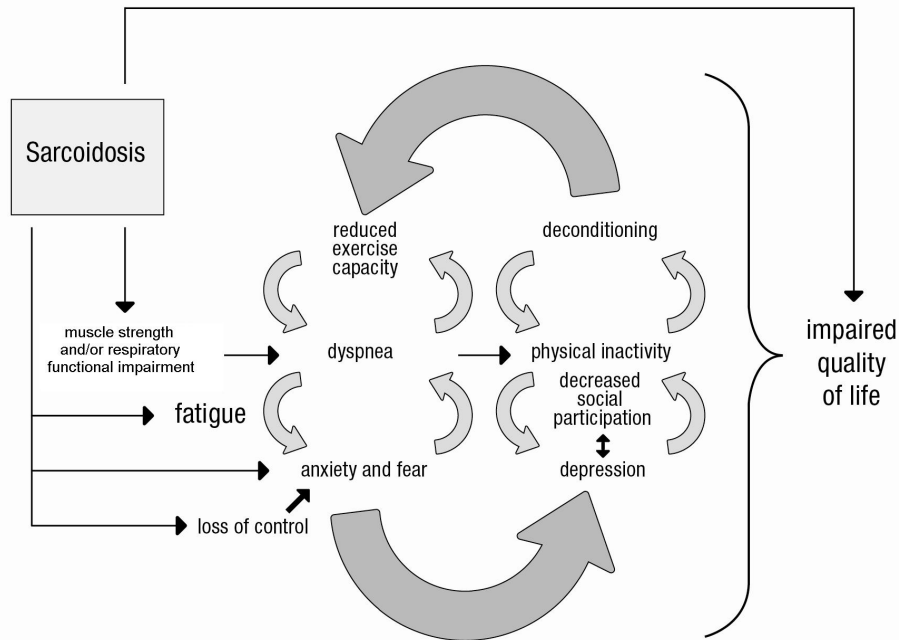 Sarcoidosis
reduced
exercise
capacity
deconditioning
muscle strength
and/or respiratory
functional impairment
dyspnea
physical inactivity
decreased
social
participation
impaired
quality
of life
fatigue
anxiety and fear
depression
loss of control